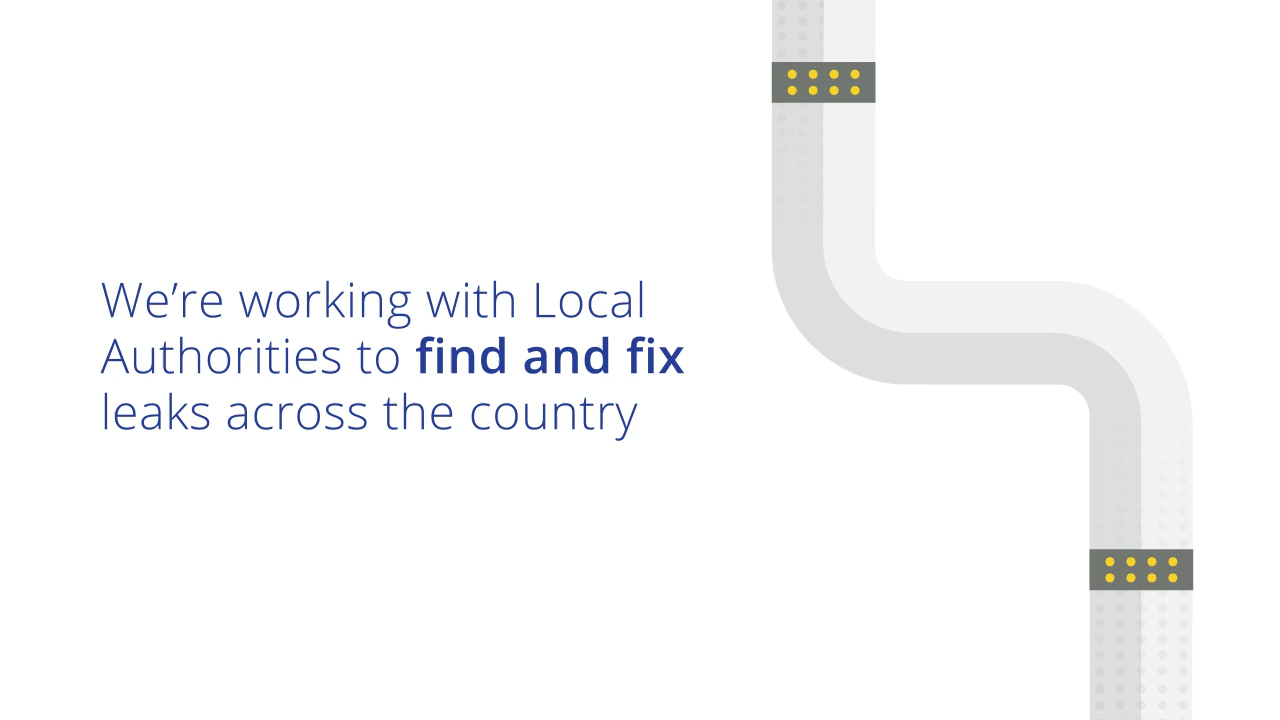 We’re working with Local
Authorities to find and fix
leaks across the country